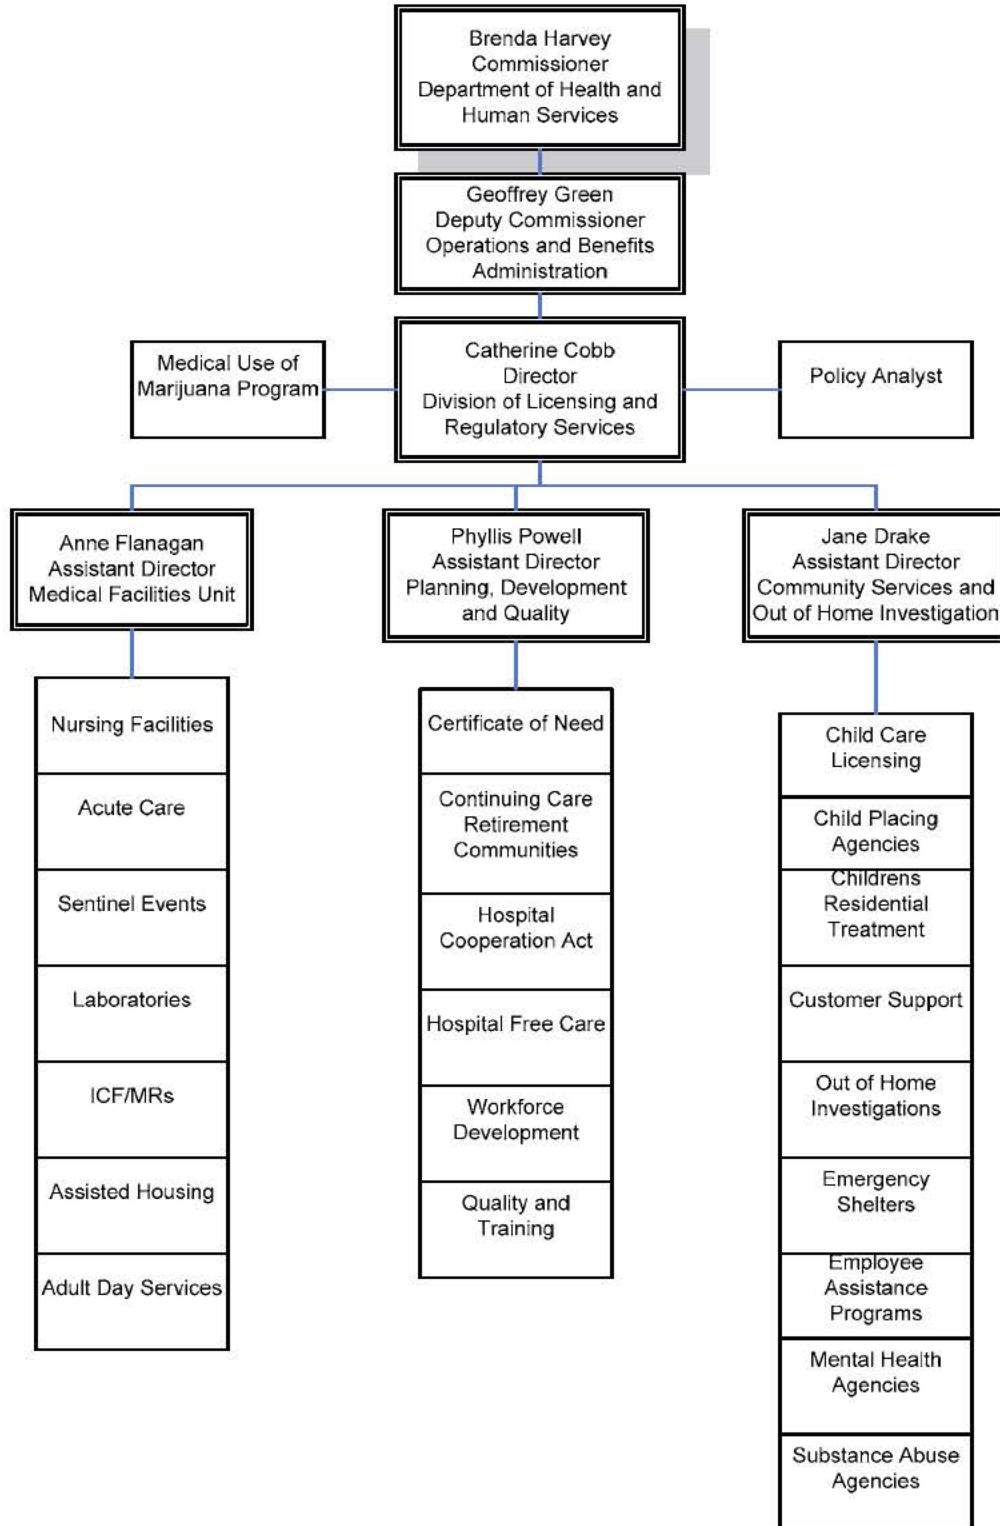 Brenda Harvey
Commissioner
Department of Health and
Human Services
Geoffrey Green
Deputy Commissioner
Operations and Benefits
Administration
Medical Use of
Marijuana Program
Catherine Cobb
Director
Division of Licensing and
Regulatory Services
Policy Analyst
Anne Flanagan
Assistant Director
Medical Facilities Unit
Phyllis Powell
Assistant Director
Planning, Development
and Quality
Jane Drake
Assistant Director
Community Services and
Out of Home Investigation
Nursing Facilities
Acute Care
Sentinel Events
Laboratories
ICF/MRs
Assisted Housing
Adult Day Services
Certificate of Need
Continuing Care
Retirement
Communities
Hospital
Cooperation Act
Hospital Free Care
Workforce
Development
Quality and
Training
Child Care
Licensing
Child Placing
Agencies
Childrens
Residential
Treatment
Customer Support
Out of Home
Investigations
Emergency
Shelters
Employee
Assistance
Programs
Mental Health
Agencies
Substance Abuse
Agencies